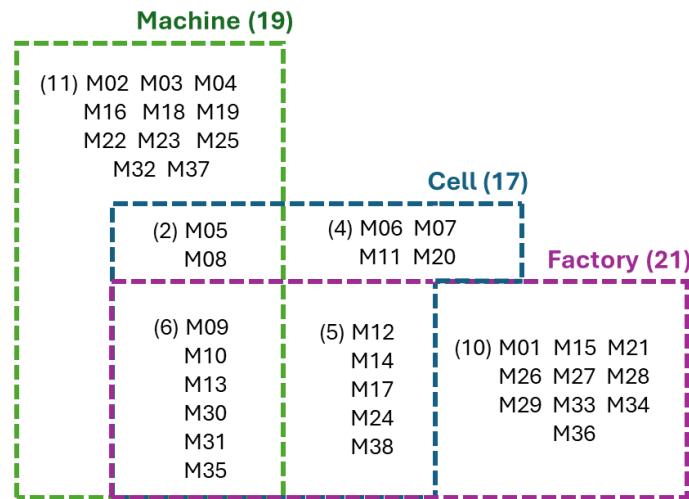 Machine (19)
(11) M02 M03 M04
M16 M18 M19
M22 M23 M25
M32 M37
Cell (17)
(2) M05
M08
(4) M06 M07
M11 M20
Factory (21)
(6) M09
M10
M13
M30
M31
M35
(5) M12
M14
M17
M24
M38
(10) M01 M15 M21
M26 M27 M28
M29 M33 M34
M36